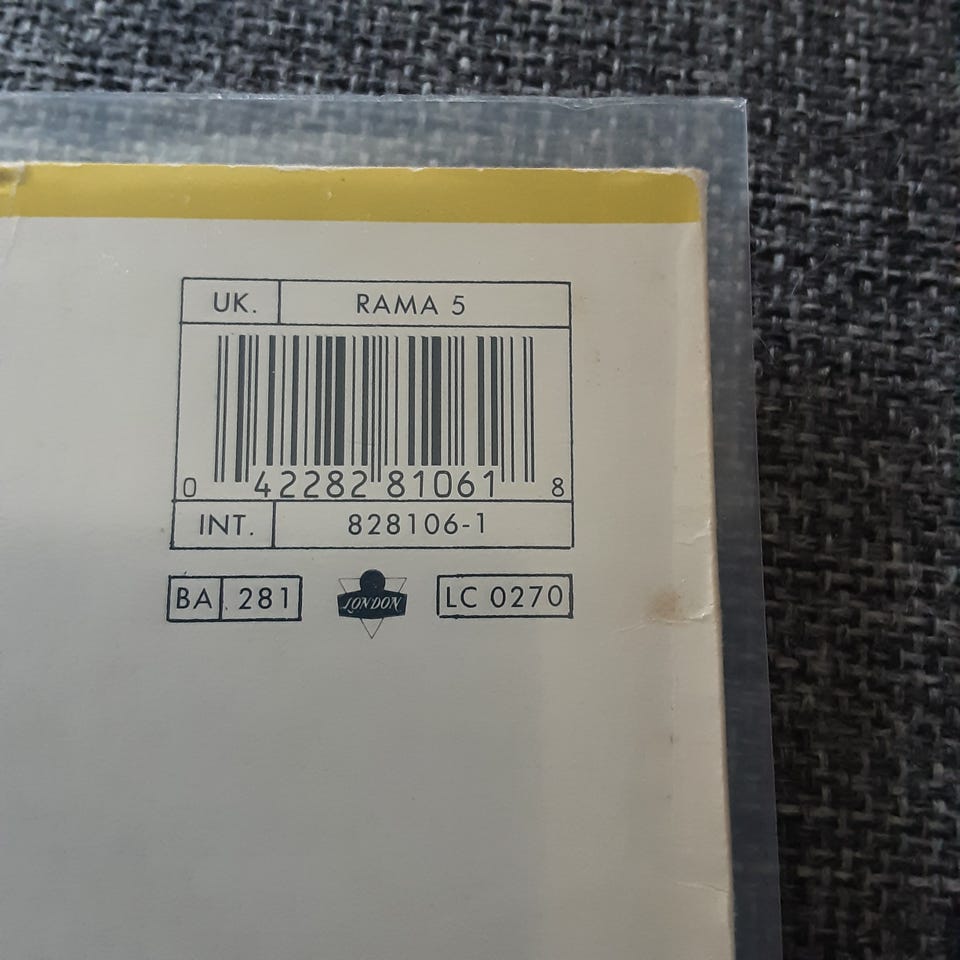 UK. RAMA 5
0 42282 81061 8
INT. 828106-1
BA 281 LONDON LC 0270